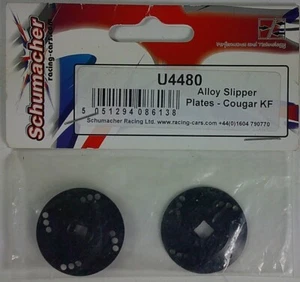 Schumacher
racing-cars.com
Performance and Technology
U4480
Alloy Slipper
Plates - Cougar KF
5 051294 086138
Schumacher Racing Ltd. www.racing-cars.com +44(0)1604 790770